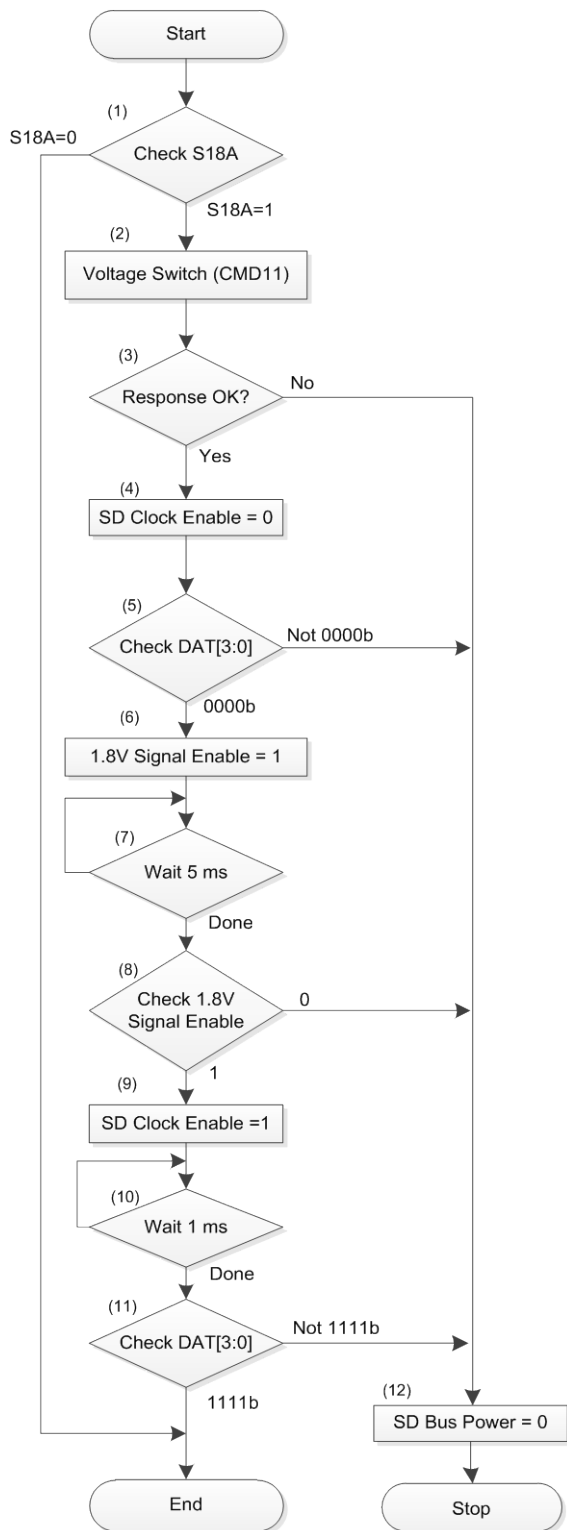 Start
(1)
S18A=0
Check S18A
S18A=1
(2)
Voltage Switch (CMD11)
(3)
No
Response OK?
Yes
(4)
SD Clock Enable = 0
(5)
Not 0000b
Check DAT[3:0]
0000b
(6)
1.8V Signal Enable = 1
(7)
Wait 5 ms
Done
(8)
0
Check 1.8V
Signal Enable
1
(9)
SD Clock Enable =1
(10)
Wait 1 ms
Done
(11)
Not 1111b
Check DAT[3:0]
1111b
(12)
SD Bus Power = 0
End
Stop